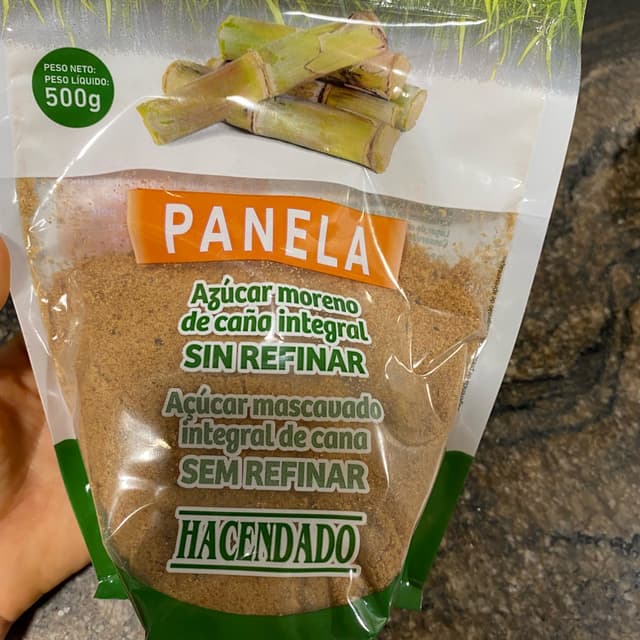 PESO NETO:
PESO LÍQUIDO:
500g
PANELA
Azúcar moreno
de caña integral
SIN REFINAR
Açúcar mascavado
integral de cana
SEM REFINAR
HACENDADO